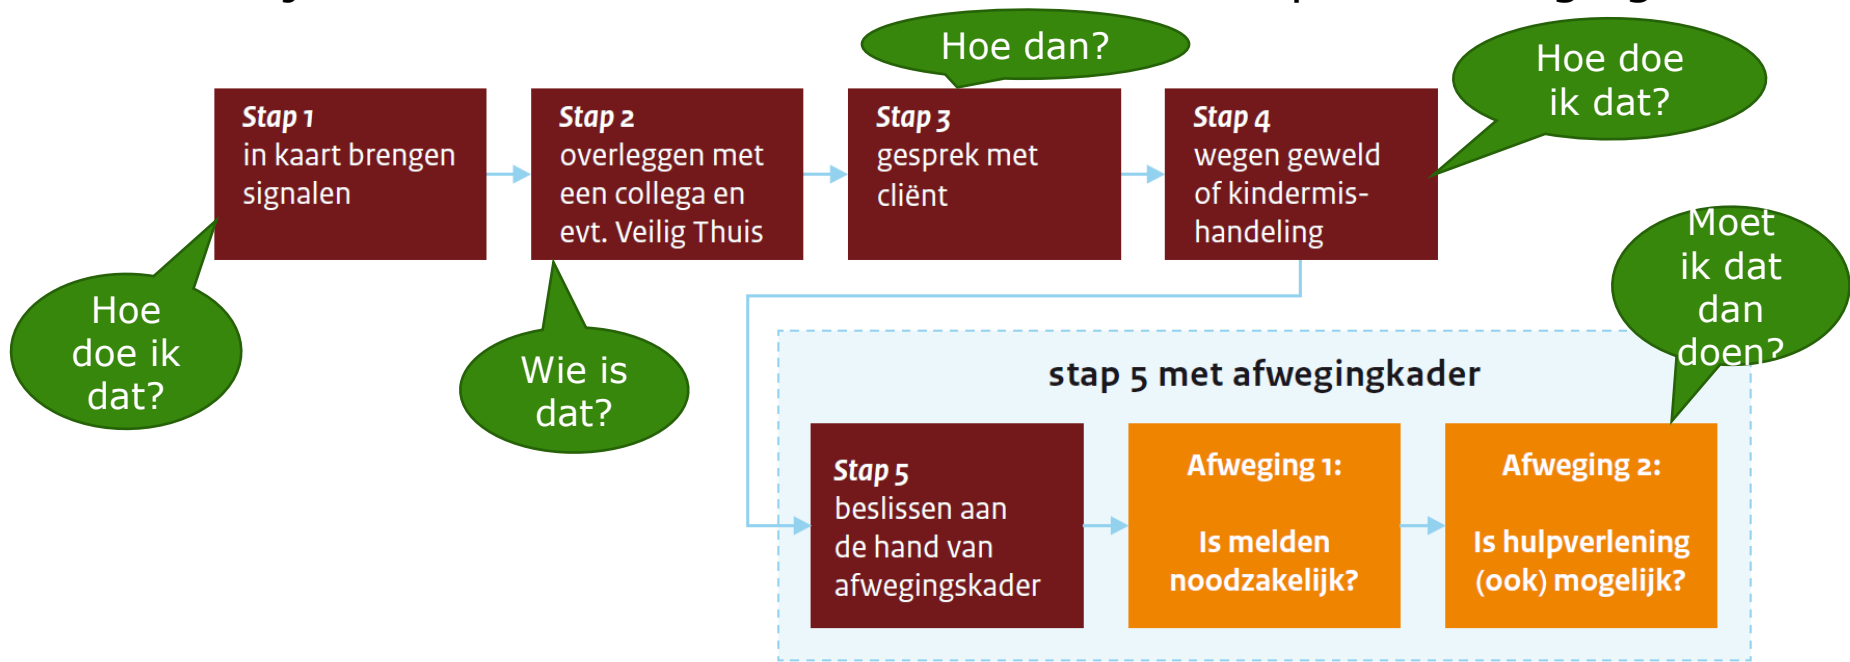 Hoe dan?
Hoe doe
ik dat?
Stap 1
in kaart brengen
signalen
Stap 2
overleggen met
een collega en
evt. Veilig Thuis
Stap 3
gesprek met
cliënt
Stap 4
wegen geweld
of kindermis-
handeling
Hoe
doe ik
dat?
Wie is
dat?
Moet
ik dat
dan
doen?
stap 5 met afwegingkader
Stap 5
beslissen aan
de hand van
afwegingskader
Afweging 1:
Is melden
noodzakelijk?
Afweging 2:
Is hulpverlening
(ook) mogelijk?